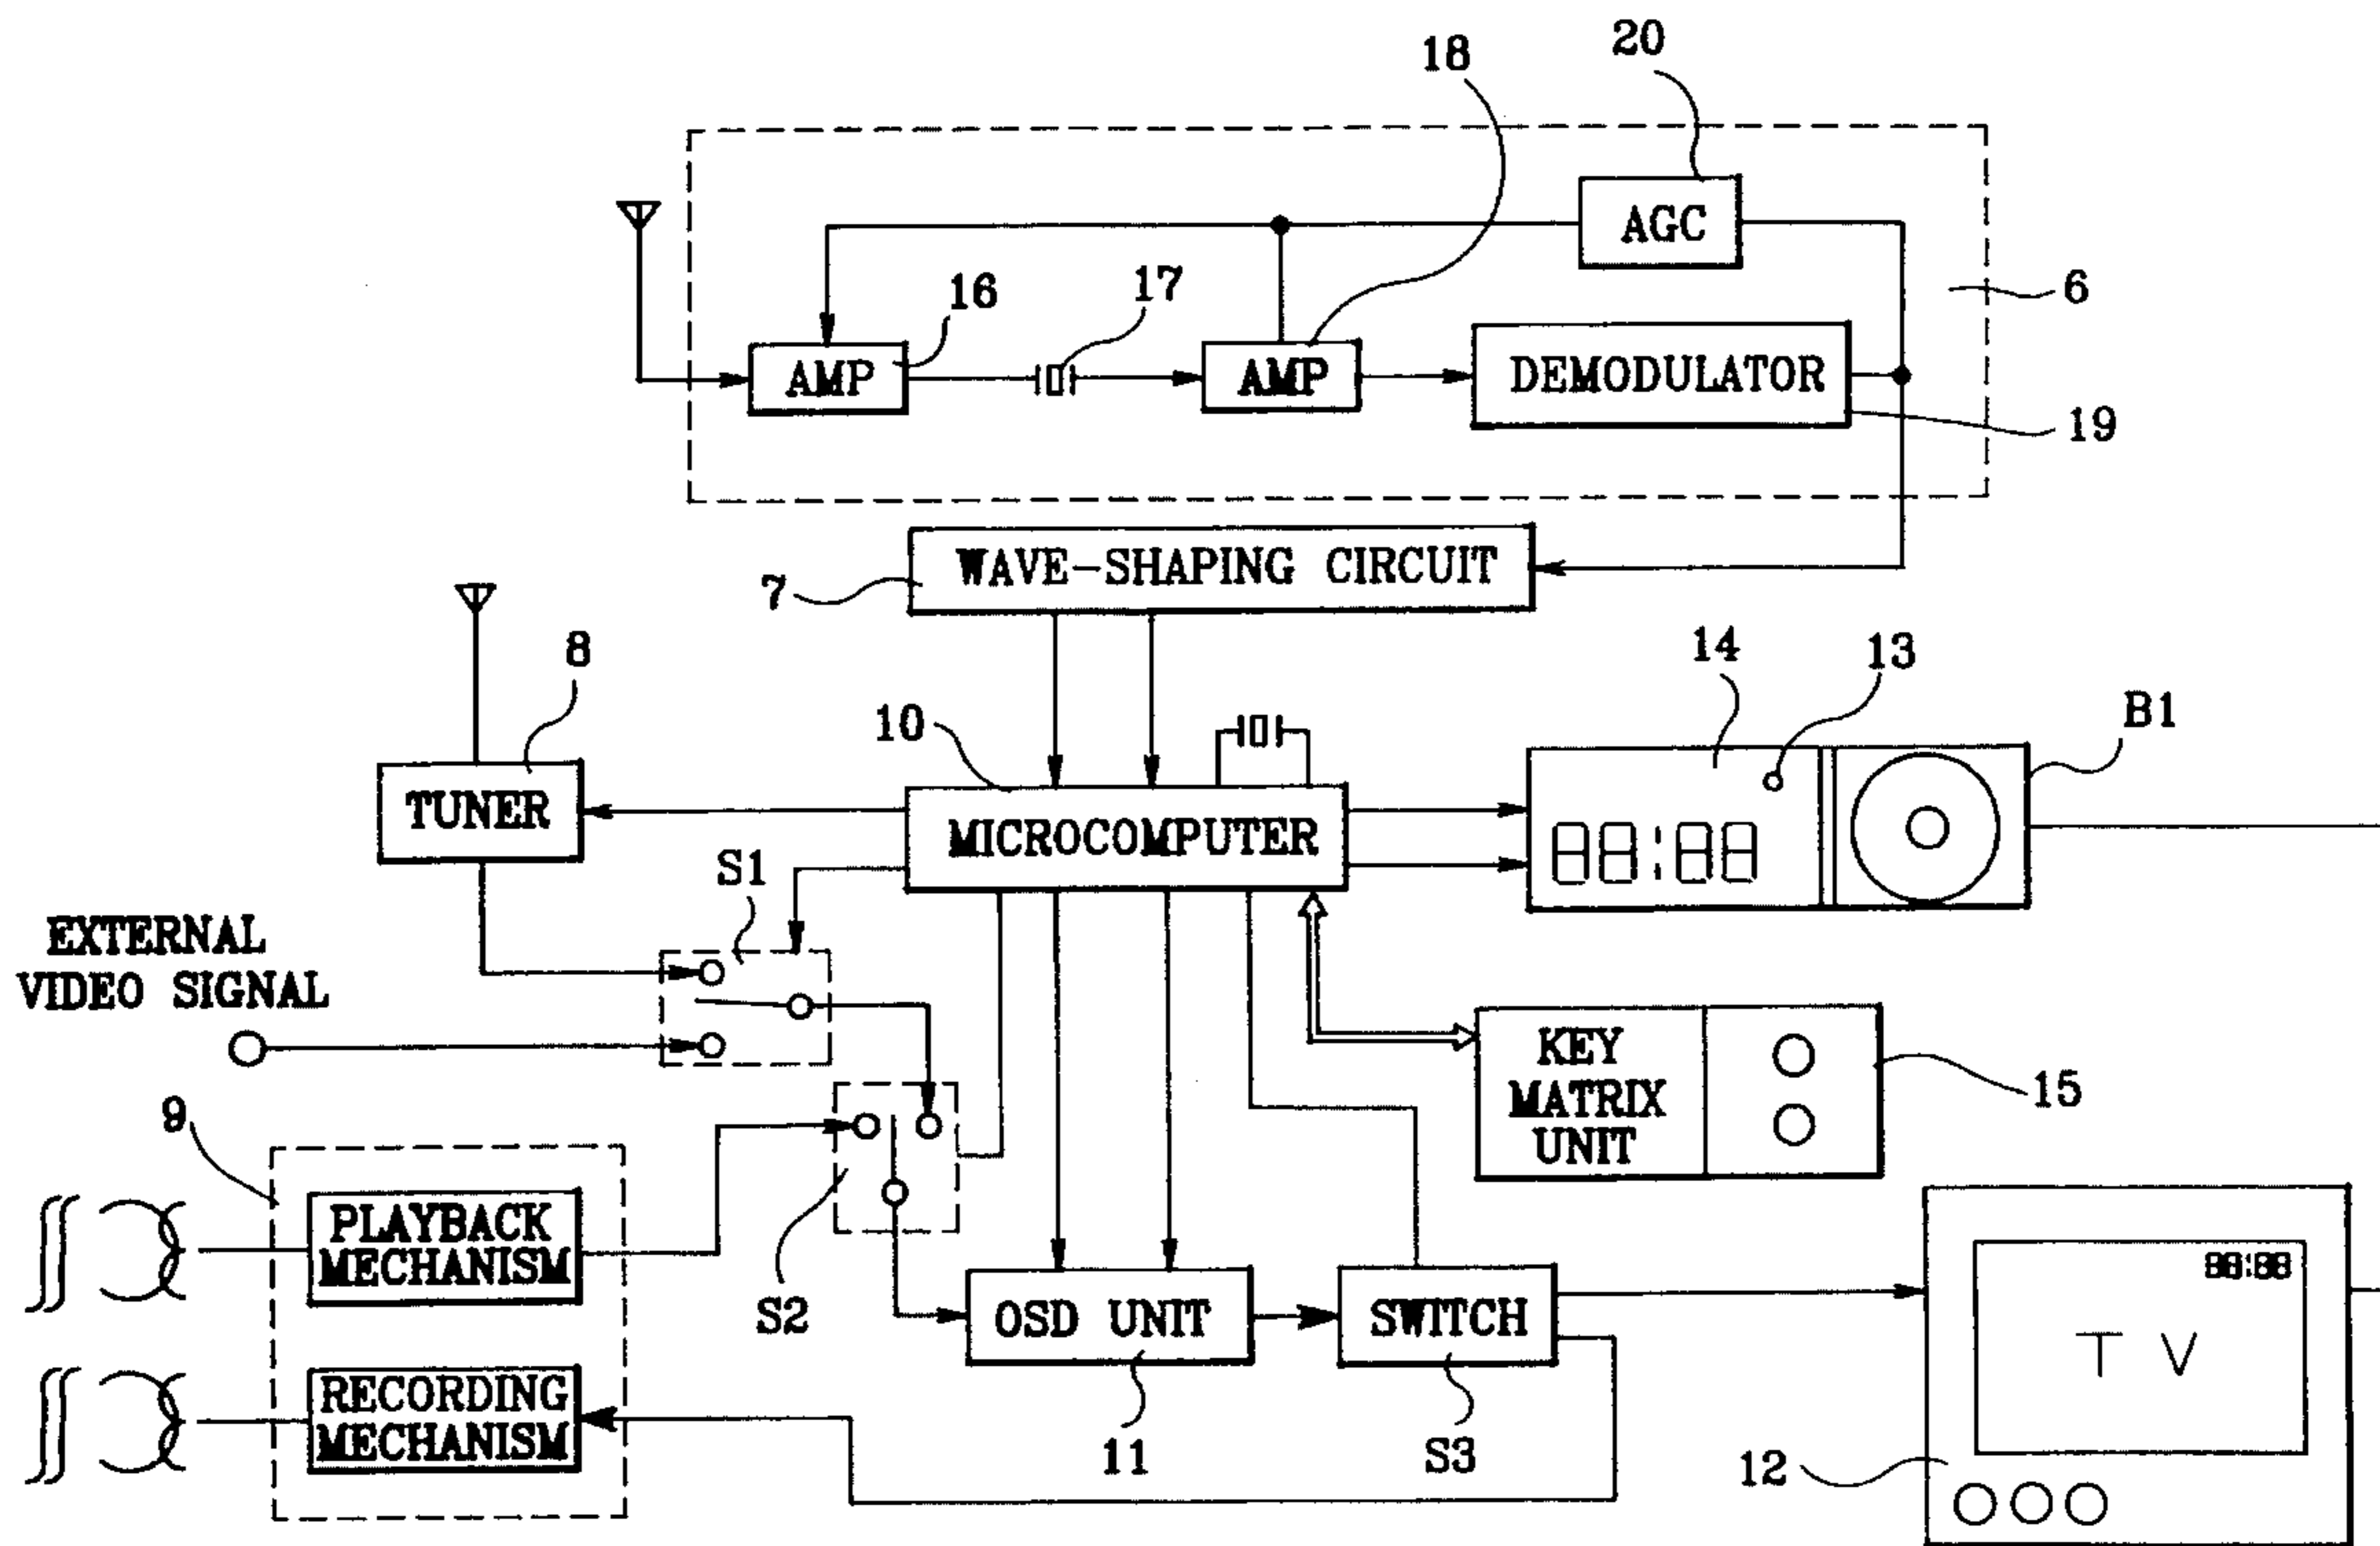 20
18
AGC
16
17
6
AMP
AMP
DEMODULATOR
19
WAVE-SHAPING CIRCUIT
7
8
14
13
10
B1
TUNER
MICROCOMPUTER
88:88
S1
EXTERNAL
VIDEO SIGNAL
KEY
MATRIX
UNIT
15
9
PLAYBACK
MECHANISM
S2
OSD UNIT
SWITCH
88:88
TV
RECORDING
MECHANISM
11
S3
12